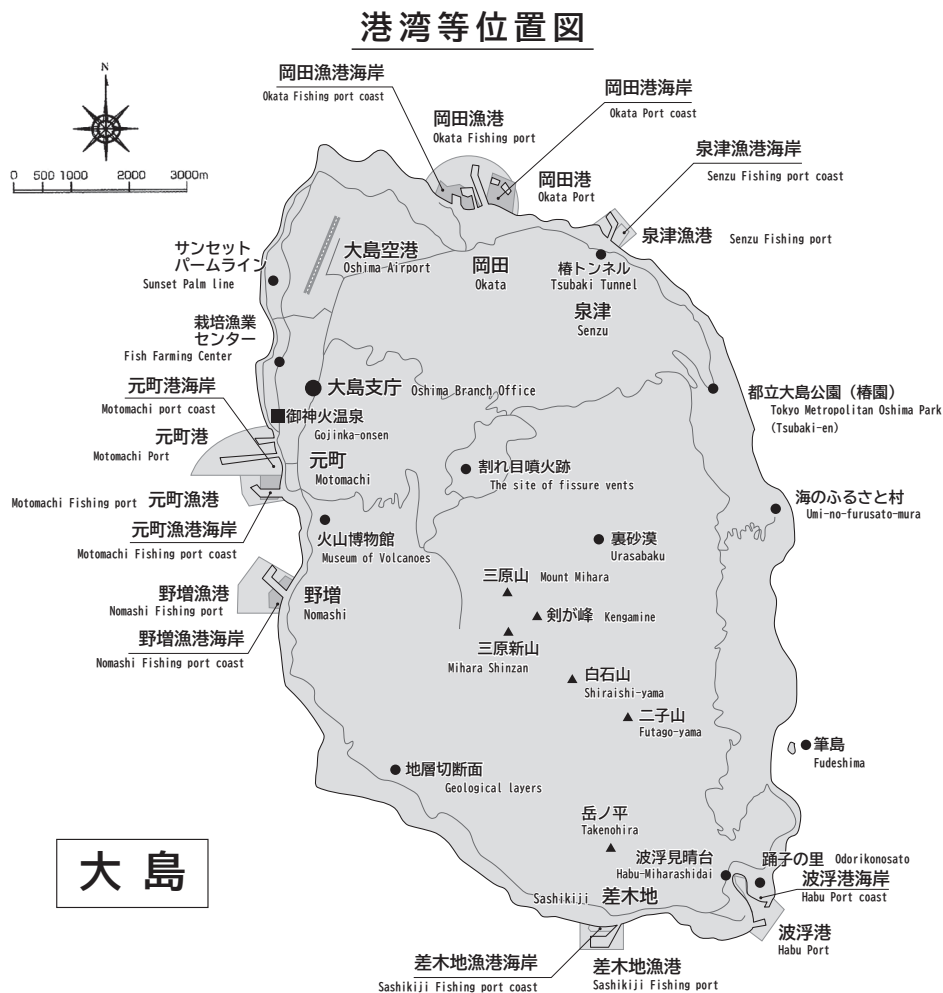 港湾等位置図
N
0 500 1000 2000 3000m
岡田漁港海岸
Okata Fishing port coast
岡田港海岸
Okata Port coast
岡田漁港
Okata Fishing port
泉津漁港海岸
Senzu Fishing port coast
岡田港
Okata Port
泉津漁港 Senzu Fishing port
サンセット
パームライン
Sunset Palm line
大島空港
Oshima Airport
岡田
Okata
椿トンネル
Tsubaki Tunnel
泉津
Senzu
栽培漁業
センター
Fish Farming Center
元町港海岸
Motomachi port coast
大島支庁 Oshima Branch Office
都立大島公園（椿園）
Tokyo Metropolitan Oshima Park
(Tsubaki-en)
御神火温泉
Gojinka-onsen
元町港
Motomachi Port
元町
Motomachi
割れ目噴火跡
The site of fissure vents
Motomachi Fishing port 元町漁港
海のふるさと村
Umi-no-furusato-mura
元町漁港海岸
Motomachi Fishing port coast
火山博物館
Museum of Volcanoes
裏砂漠
Urasabaku
三原山 Mount Mihara
野増漁港
Nomashi Fishing port
野増
Nomashi
剣が峰 Kengamine
野増漁港海岸
Nomashi Fishing port coast
三原新山
Mihara Shinzan
白石山
Shiraishi-yama
二子山
Futago-yama
筆島
Fudeshima
地層切断面
Geological layers
岳ノ平
Takenohira
大島
波浮見晴台
Habu-Miharashidai
踊子の里 Odorikonosato
波浮港海岸
Habu Port coast
Sashikiji 差木地
波浮港
Habu Port
差木地漁港海岸
Sashikiji Fishing port coast
差木地漁港
Sashikiji Fishing port